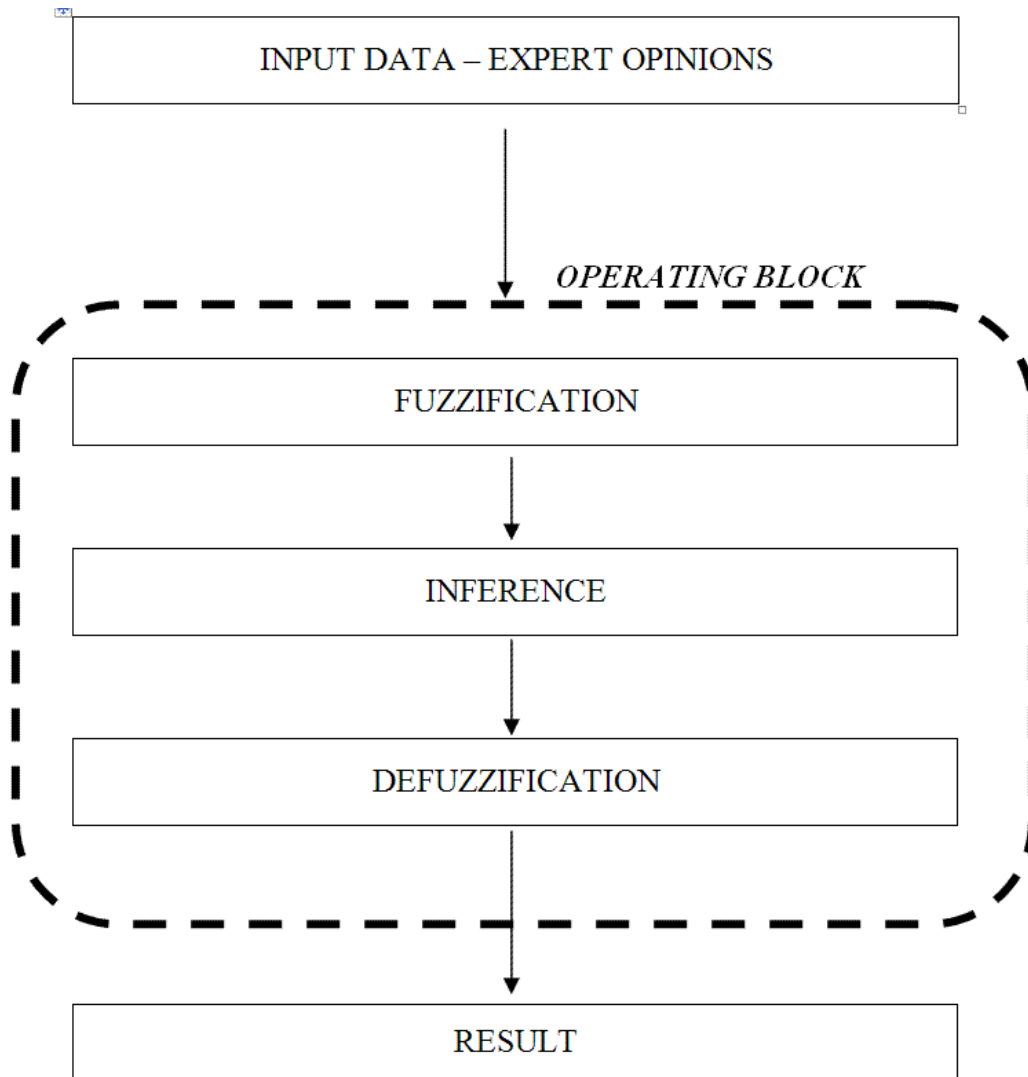 INPUT DATA – EXPERT OPINIONS
OPERATING BLOCK
FUZZIFICATION
INFERENCE
DEFUZZIFICATION
RESULT